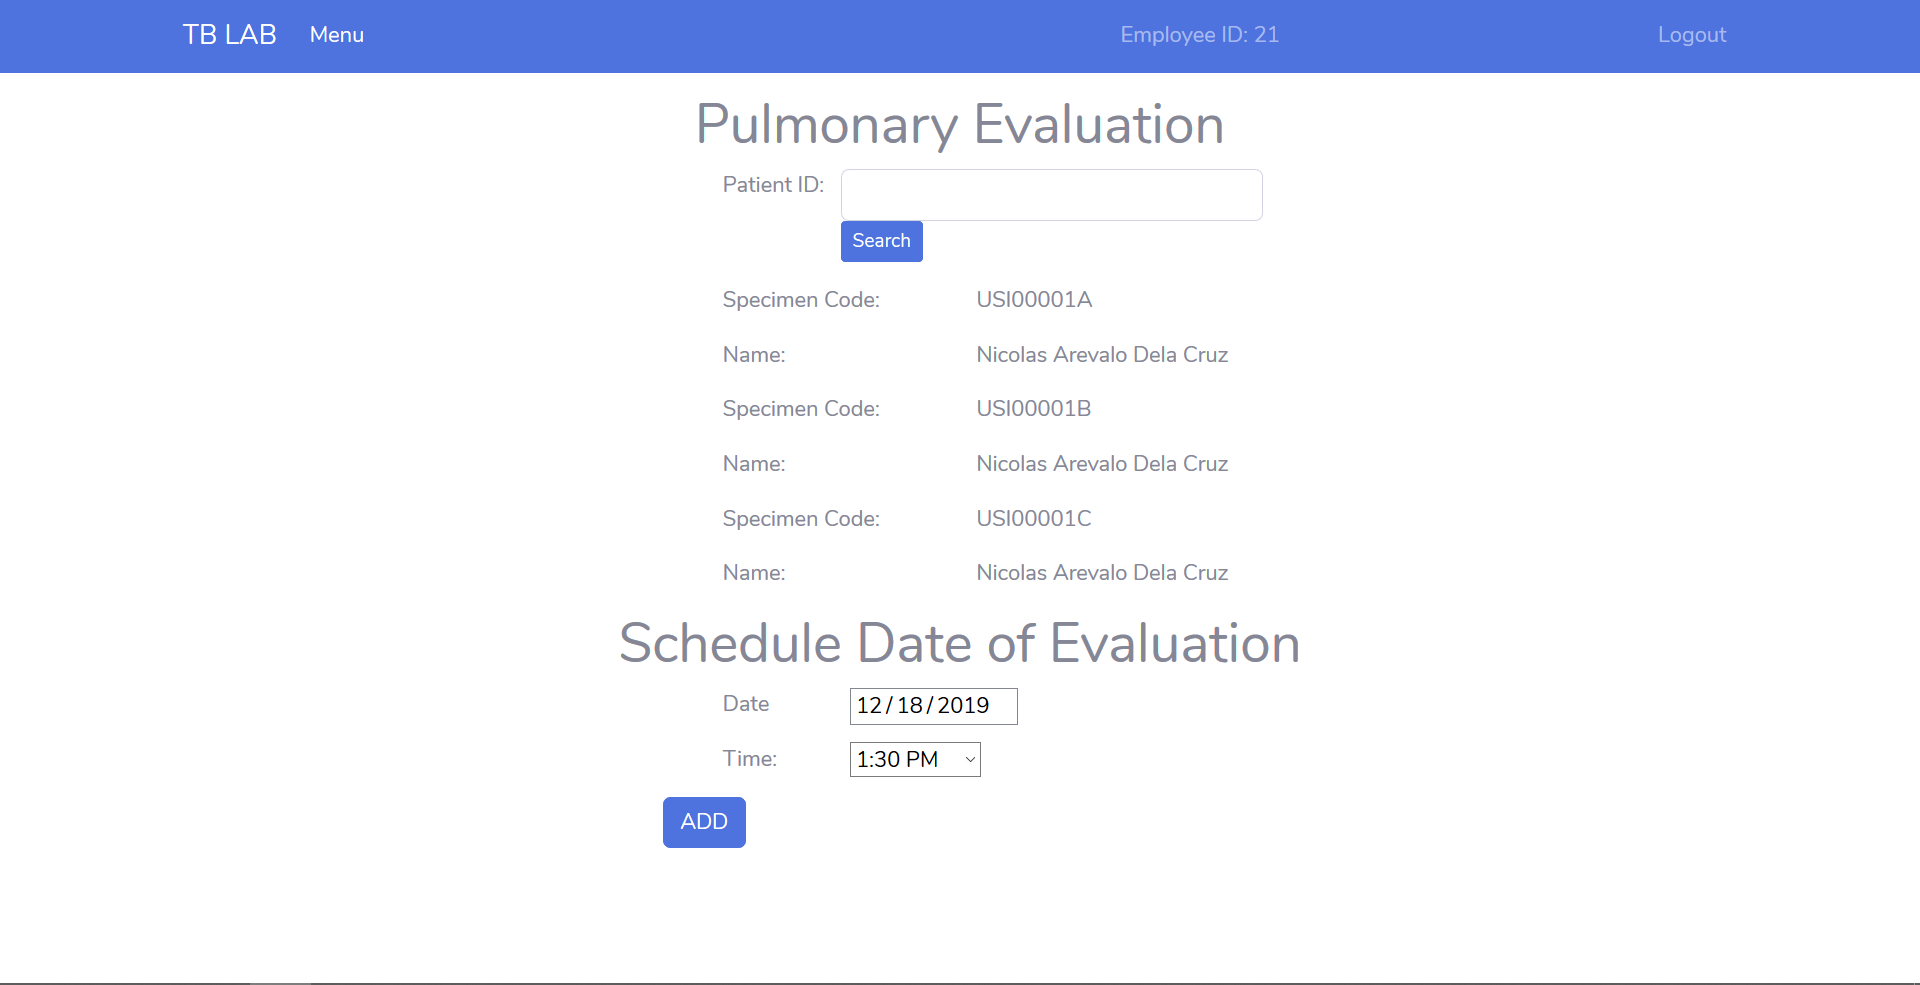 TB LAB Menu Employee ID: 21 Logout
Pulmonary Evaluation
Patient ID:
Search
Specimen Code: USI00001A
Name: Nicolas Arevalo Dela Cruz
Specimen Code: USI00001B
Name: Nicolas Arevalo Dela Cruz
Specimen Code: USI00001C
Name: Nicolas Arevalo Dela Cruz
Schedule Date of Evaluation
Date 12/18/2019
Time: 1:30 PM
ADD